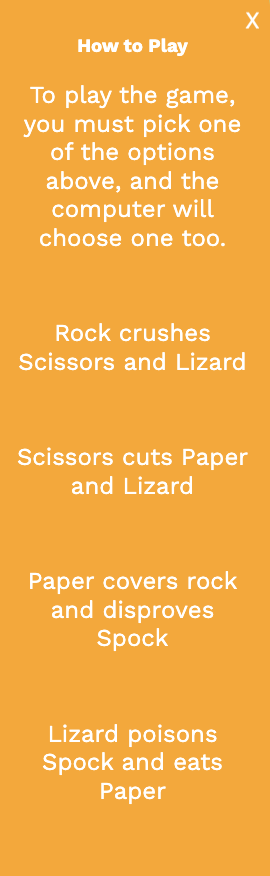 X
How to Play
To play the game,
you must pick one
of the options
above, and the
computer will
choose one too.
Rock crushes
Scissors and Lizard
Scissors cuts Paper
and Lizard
Paper covers rock
and disproves
Spock
Lizard poisons
Spock and eats
Paper